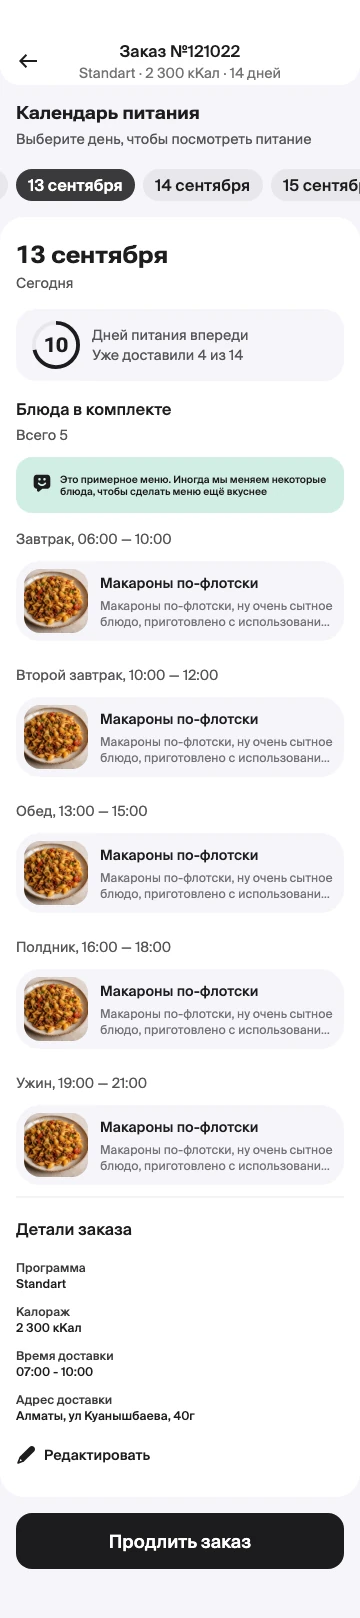 Заказ №121022
Standart · 2 300 кКал · 14 дней
Календарь питания
Выберите день, чтобы посмотреть питание
13 сентября
14 сентября
15 сентяб
13 сентября
Сегодня
10
Дней питания впереди
Уже доставили 4 из 14
Блюда в комплекте
Всего 5
Это примерное меню. Иногда мы меняем некоторые
блюда, чтобы сделать меню ещё вкуснее
Завтрак, 06:00 — 10:00
Макароны по-флотски
Макароны по-флотски, ну очень сытное
блюдо, приготовлено с использовани...
Второй завтрак, 10:00 — 12:00
Макароны по-флотски
Макароны по-флотски, ну очень сытное
блюдо, приготовлено с использовани...
Обед, 13:00 — 15:00
Макароны по-флотски
Макароны по-флотски, ну очень сытное
блюдо, приготовлено с использовани...
Полдник, 16:00 — 18:00
Макароны по-флотски
Макароны по-флотски, ну очень сытное
блюдо, приготовлено с использовани...
Ужин, 19:00 — 21:00
Макароны по-флотски
Макароны по-флотски, ну очень сытное
блюдо, приготовлено с использовани...
Детали заказа
Программа
Standart
Калораж
2 300 кКал
Время доставки
07:00 - 10:00
Адрес доставки
Алматы, ул Куанышбаева, 40г
Редактировать
Продлить заказ